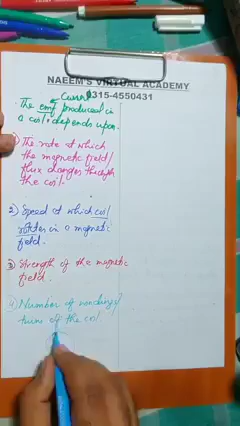 NAEEM'S VIRTUAL ACADEMY
0315-4550431
Current
The emf produced in
a coil depends upon.
1) The rate at which
the magnetic field/
flux changes through
the coil.
2) Speed at which coil
rotates in a magnetic
field.
3) Strength of the magnetic
field.
4) Number of windings/
turns of the coil